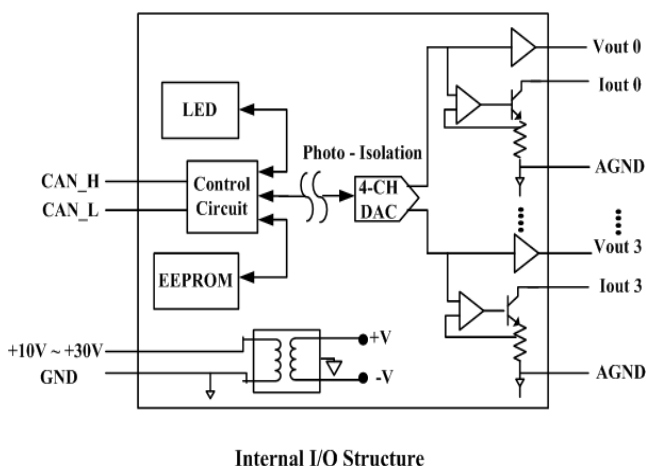 LED
Photo - Isolation
CAN_H
CAN_L
Control
Circuit
4-CH
DAC
EEPROM
+10V ~ +30V
GND
+V
-V
Vout 0
Iout 0
AGND
Vout 3
Iout 3
AGND
Internal I/O Structure